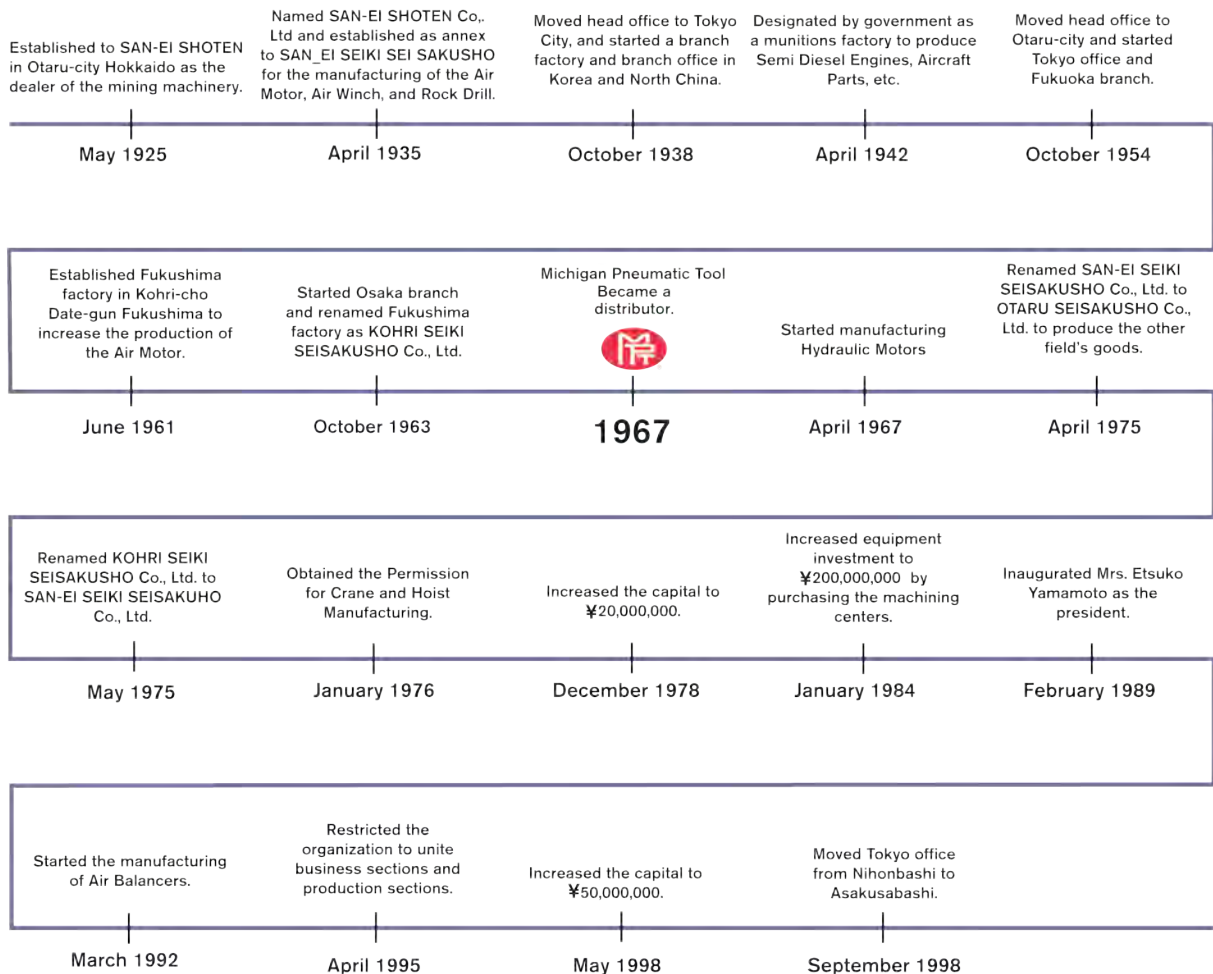 Established to SAN-EI SHOTEN
in Otaru-city Hokkaido as the
dealer of the mining machinery.
May 1925
Named SAN-EI SHOTEN Co,.
Ltd and established as annex
to SAN_EI SEIKI SEI SAKUSHO
for the manufacturing of the Air
Motor, Air Winch, and Rock Drill.
April 1935
Moved head office to Tokyo
City, and started a branch
factory and branch office in
Korea and North China.
October 1938
Designated by government as
a munitions factory to produce
Semi Diesel Engines, Aircraft
Parts, etc.
April 1942
Moved head office to
Otaru-city and started
Tokyo office and
Fukuoka branch.
October 1954
Established Fukushima
factory in Kohri-cho
Date-gun Fukushima to
increase the production of
the Air Motor.
June 1961
Started Osaka branch
and renamed Fukushima
factory as KOHRI SEIKI
SEISAKUSHO Co., Ltd.
October 1963
Michigan Pneumatic Tool
Became a
distributor.
MPT
1967
Started manufacturing
Hydraulic Motors
April 1967
Renamed SAN-EI SEIKI
SEISAKUSHO Co., Ltd. to
OTARU SEISAKUSHO Co.,
Ltd. to produce the other
field's goods.
April 1975
Renamed KOHRI SEIKI
SEISAKUSHO Co., Ltd. to
SAN-EI SEIKI SEISAKUHO
Co., Ltd.
May 1975
Obtained the Permission
for Crane and Hoist
Manufacturing.
January 1976
Increased the capital to
¥20,000,000.
December 1978
Increased equipment
investment to
¥200,000,000 by
purchasing the machining
centers.
January 1984
Inaugurated Mrs. Etsuko
Yamamoto as the
president.
February 1989
Started the manufacturing
of Air Balancers.
March 1992
Restricted the
organization to unite
business sections and
production sections.
April 1995
Increased the capital to
¥50,000,000.
May 1998
Moved Tokyo office
from Nihonbashi to
Asakusabashi.
September 1998